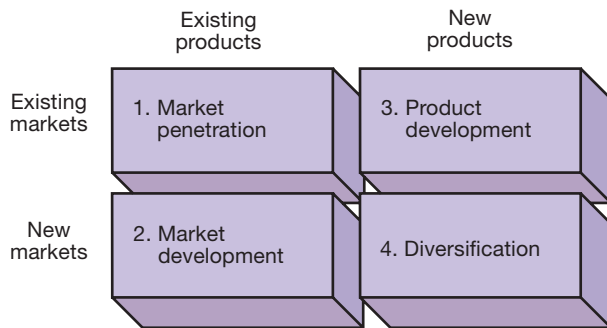 Existing
products
New
products
Existing
markets
1. Market
penetration
3. Product
development
New
markets
2. Market
development
4. Diversification